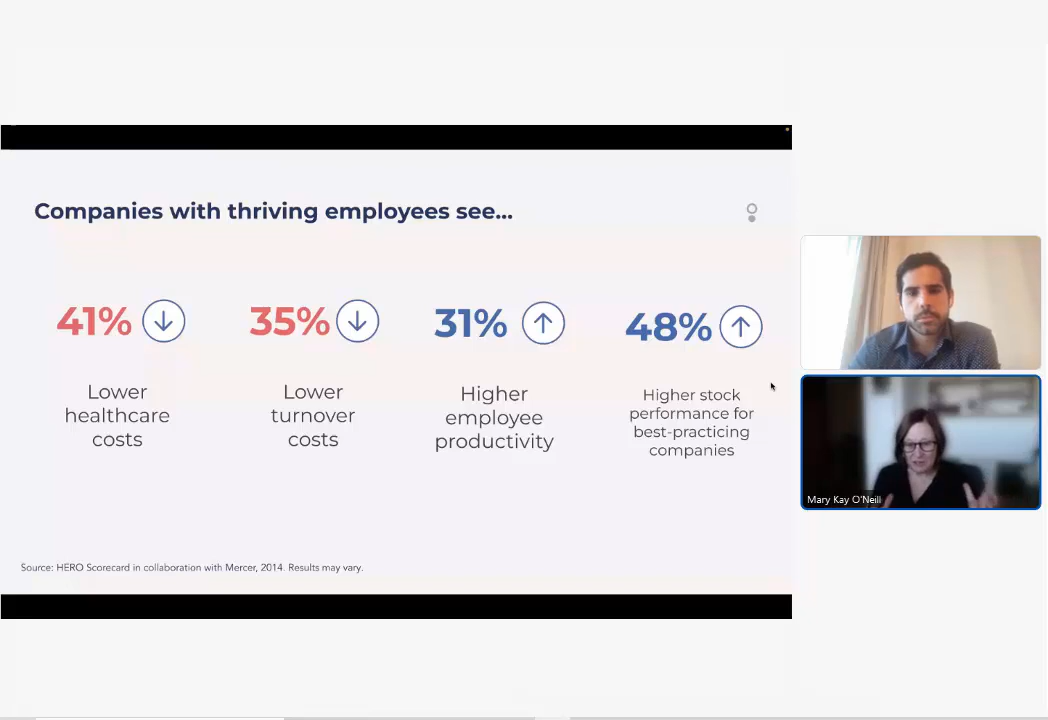 Companies with thriving employees see...
41%
35%
31%
48%
Lower
healthcare
costs
Lower
turnover
costs
Higher
employee
productivity
Higher stock
performance for
best-practicing
companies
Source: HERO Scorecard in collaboration with Mercer, 2014. Results may vary.
Mary Kay O'Neill